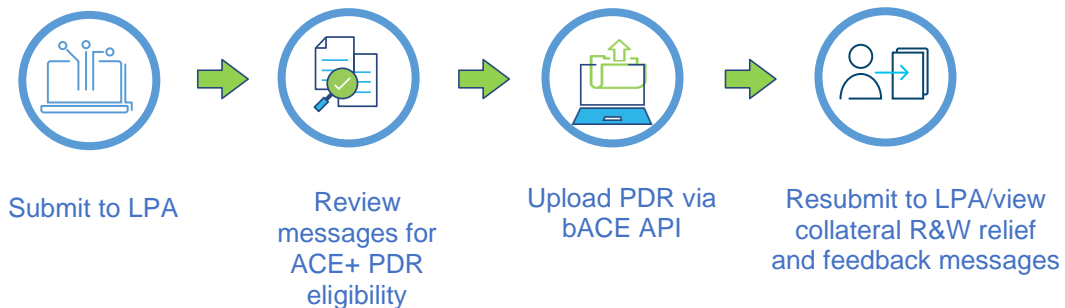 Submit to LPA
Review
messages for
ACE+ PDR
eligibility
Upload PDR via
bACE API
Resubmit to LPA/view
collateral R&W relief
and feedback messages